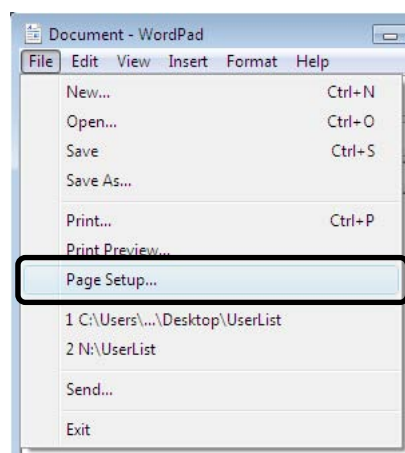 Document - WordPad
File Edit View Insert Format Help
New... Ctrl+N
Open... Ctrl+O
Save Ctrl+S
Save As...
Print... Ctrl+P
Print Preview...
Page Setup...
1 C:\Users\...\Desktop\UserList
2 N:\UserList
Send...
Exit